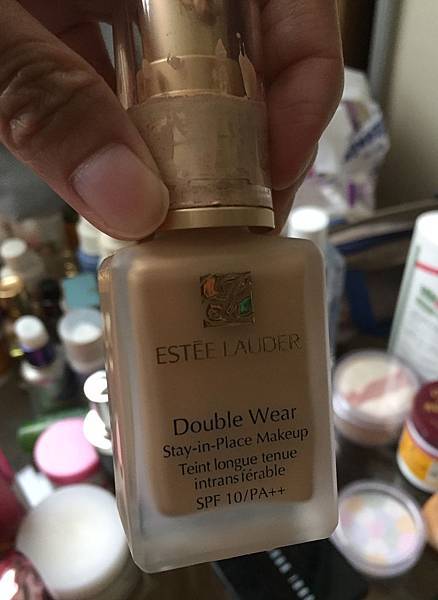 ESTĒE LAUDER
Double Wear
Stay-in-Place Makeup
Teint longue tenue
intransférable
SPF 10/PA++